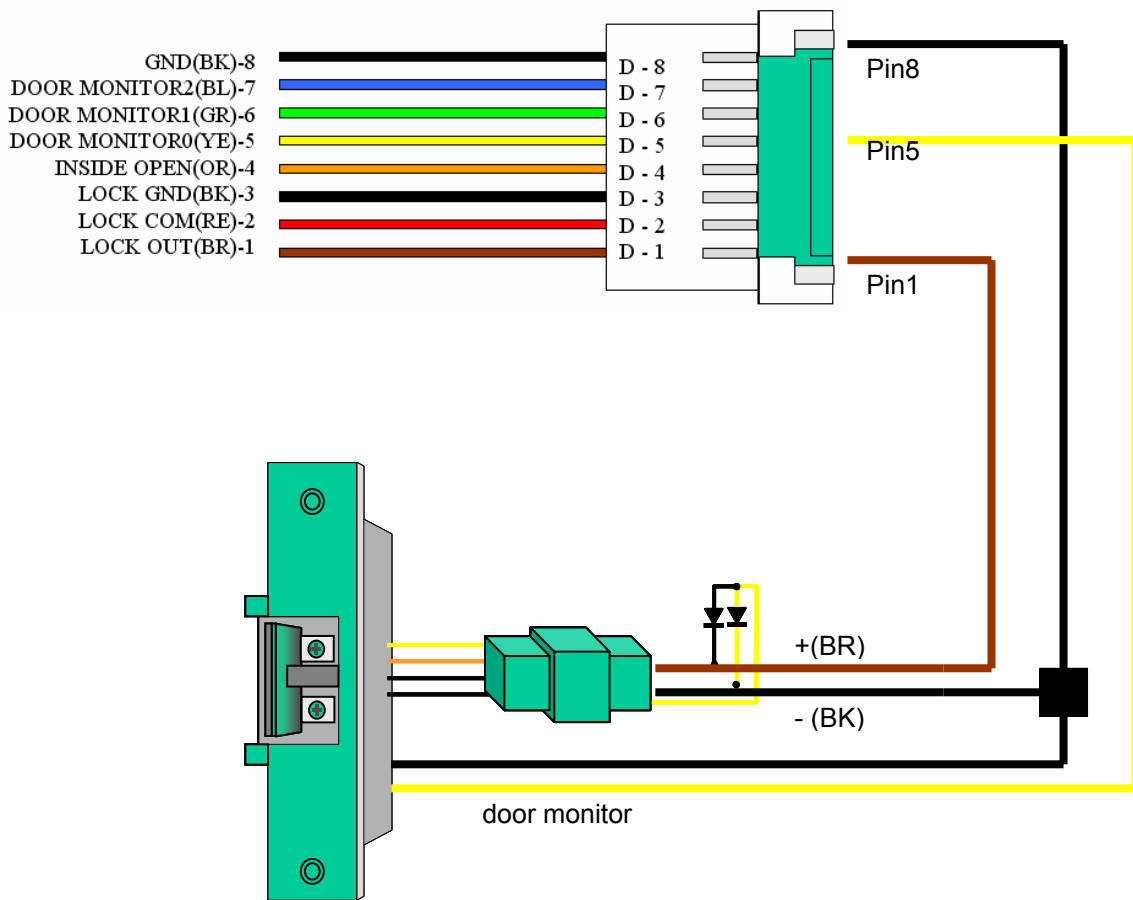 GND(BK)-8
DOOR MONITOR2(BL)-7
DOOR MONITOR1(GR)-6
DOOR MONITOR0(YE)-5
INSIDE OPEN(OR)-4
LOCK GND(BK)-3
LOCK COM(RE)-2
LOCK OUT(BR)-1
D - 8
D - 7
D - 6
D - 5
D - 4
D - 3
D - 2
D - 1
Pin8
Pin5
Pin1
+(BR)
- (BK)
door monitor